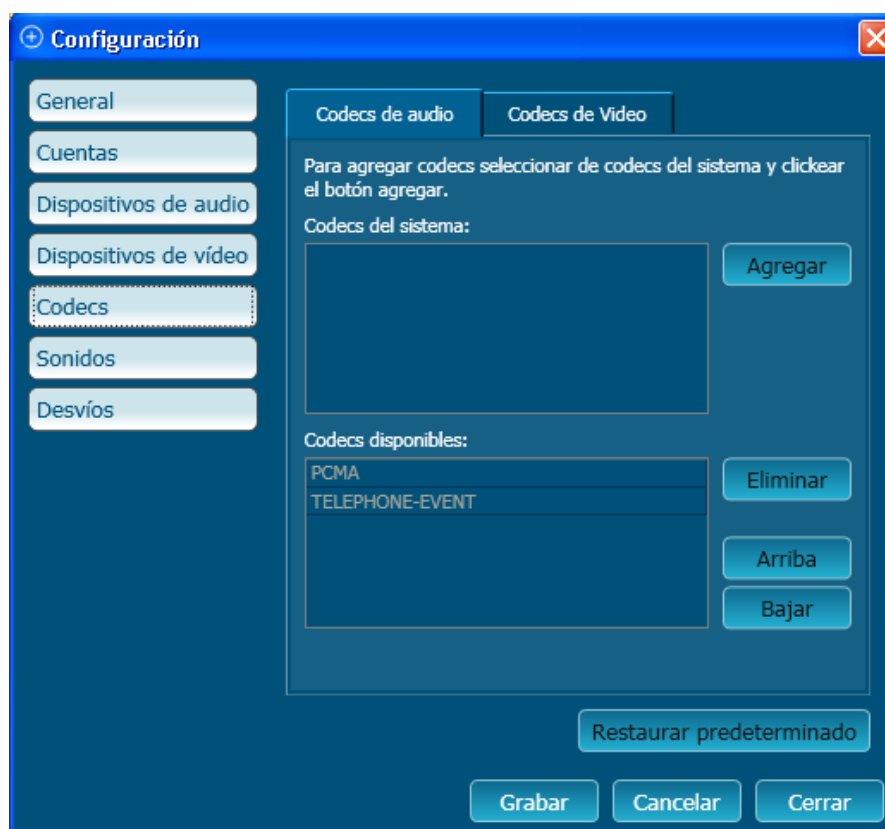 Configuración
General
Cuentas
Dispositivos de audio
Dispositivos de vídeo
Codecs
Sonidos
Desvíos
Codecs de audio
Codecs de Video
Para agregar codecs seleccionar de codecs del sistema y clickear
el botón agregar.
Codecs del sistema:
Agregar
Codecs disponibles:
PCMA
TELEPHONE-EVENT
Eliminar
Arriba
Bajar
Restaurar predeterminado
Grabar
Cancelar
Cerrar